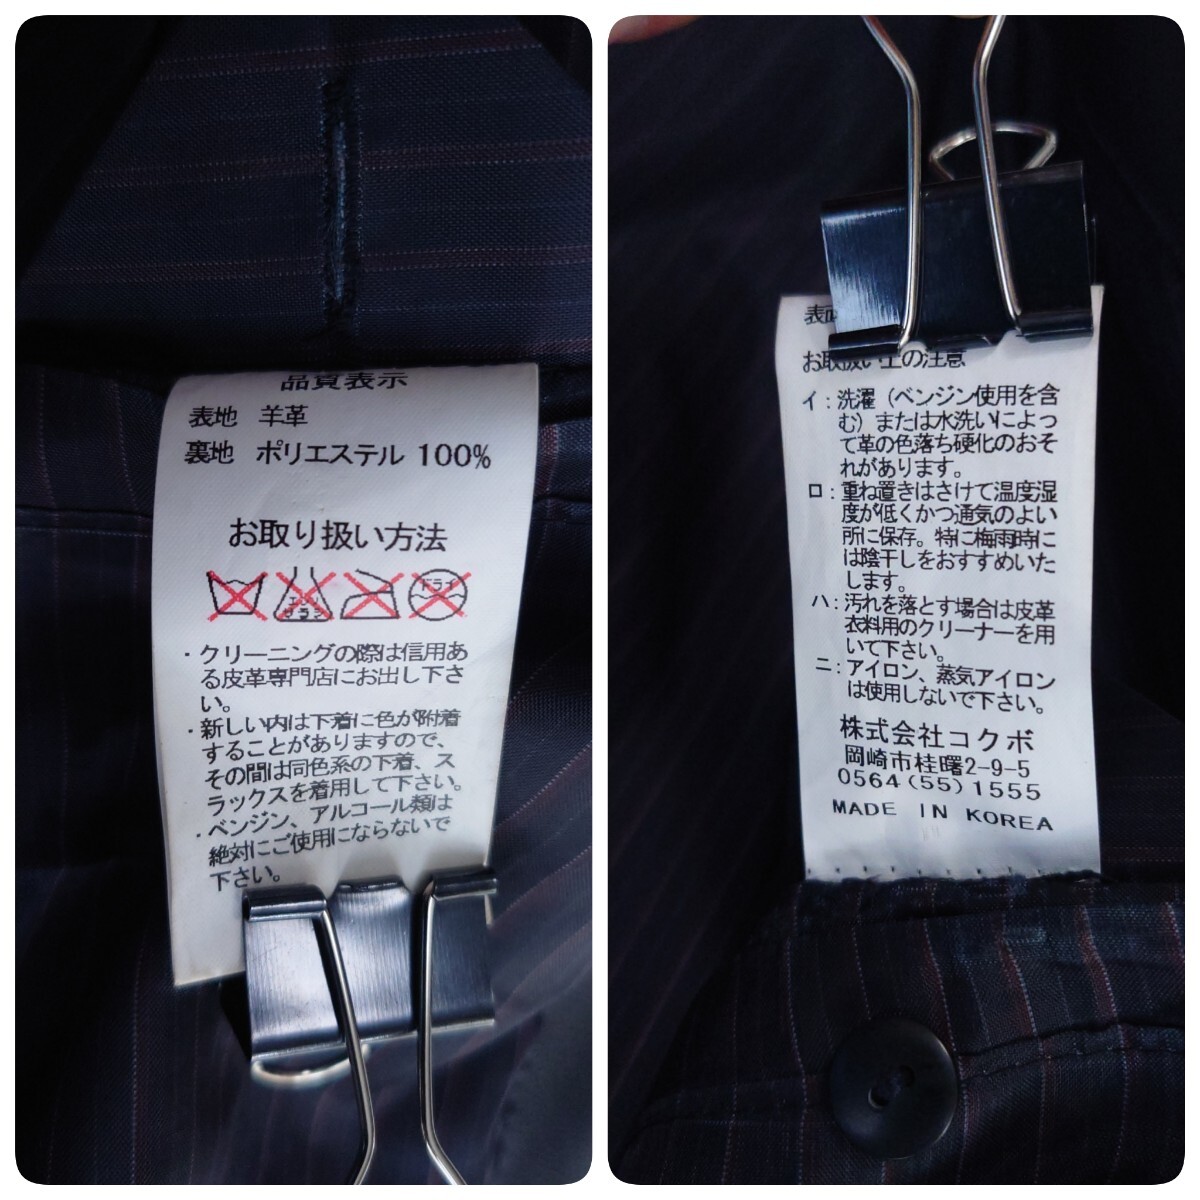 品質表示
表地 羊革
裏地 ポリエステル 100%
お取り扱い方法
エンソ
サラシ
ドライ
・クリーニングの際は信用あ
る皮革専門店にお出し下さ
い。
・新しい内は下着に色が附着
することがありますので、
その間は同色系の下着、ス
ラックスを着用して下さい。
・ベンジン、アルコール類は
絶対にご使用にならないで
下さい。
お取扱い上の注意
イ：洗濯（ベンジン使用を含
む）または水洗いによっ
て革の色落ち硬化のおそ
れがあります。
ロ：重ね置きはさけて温度湿
度が低くかつ通気のよい
所に保存。特に梅雨時に
は陰干しをおすすめいた
します。
ハ：汚れを落とす場合は皮革
衣料用のクリーナーを用
いて下さい。
ニ：アイロン、蒸気アイロン
は使用しないで下さい。
株式会社コクボ
岡崎市桂曙2-9-5
0564(55)1555
MADE IN KOREA